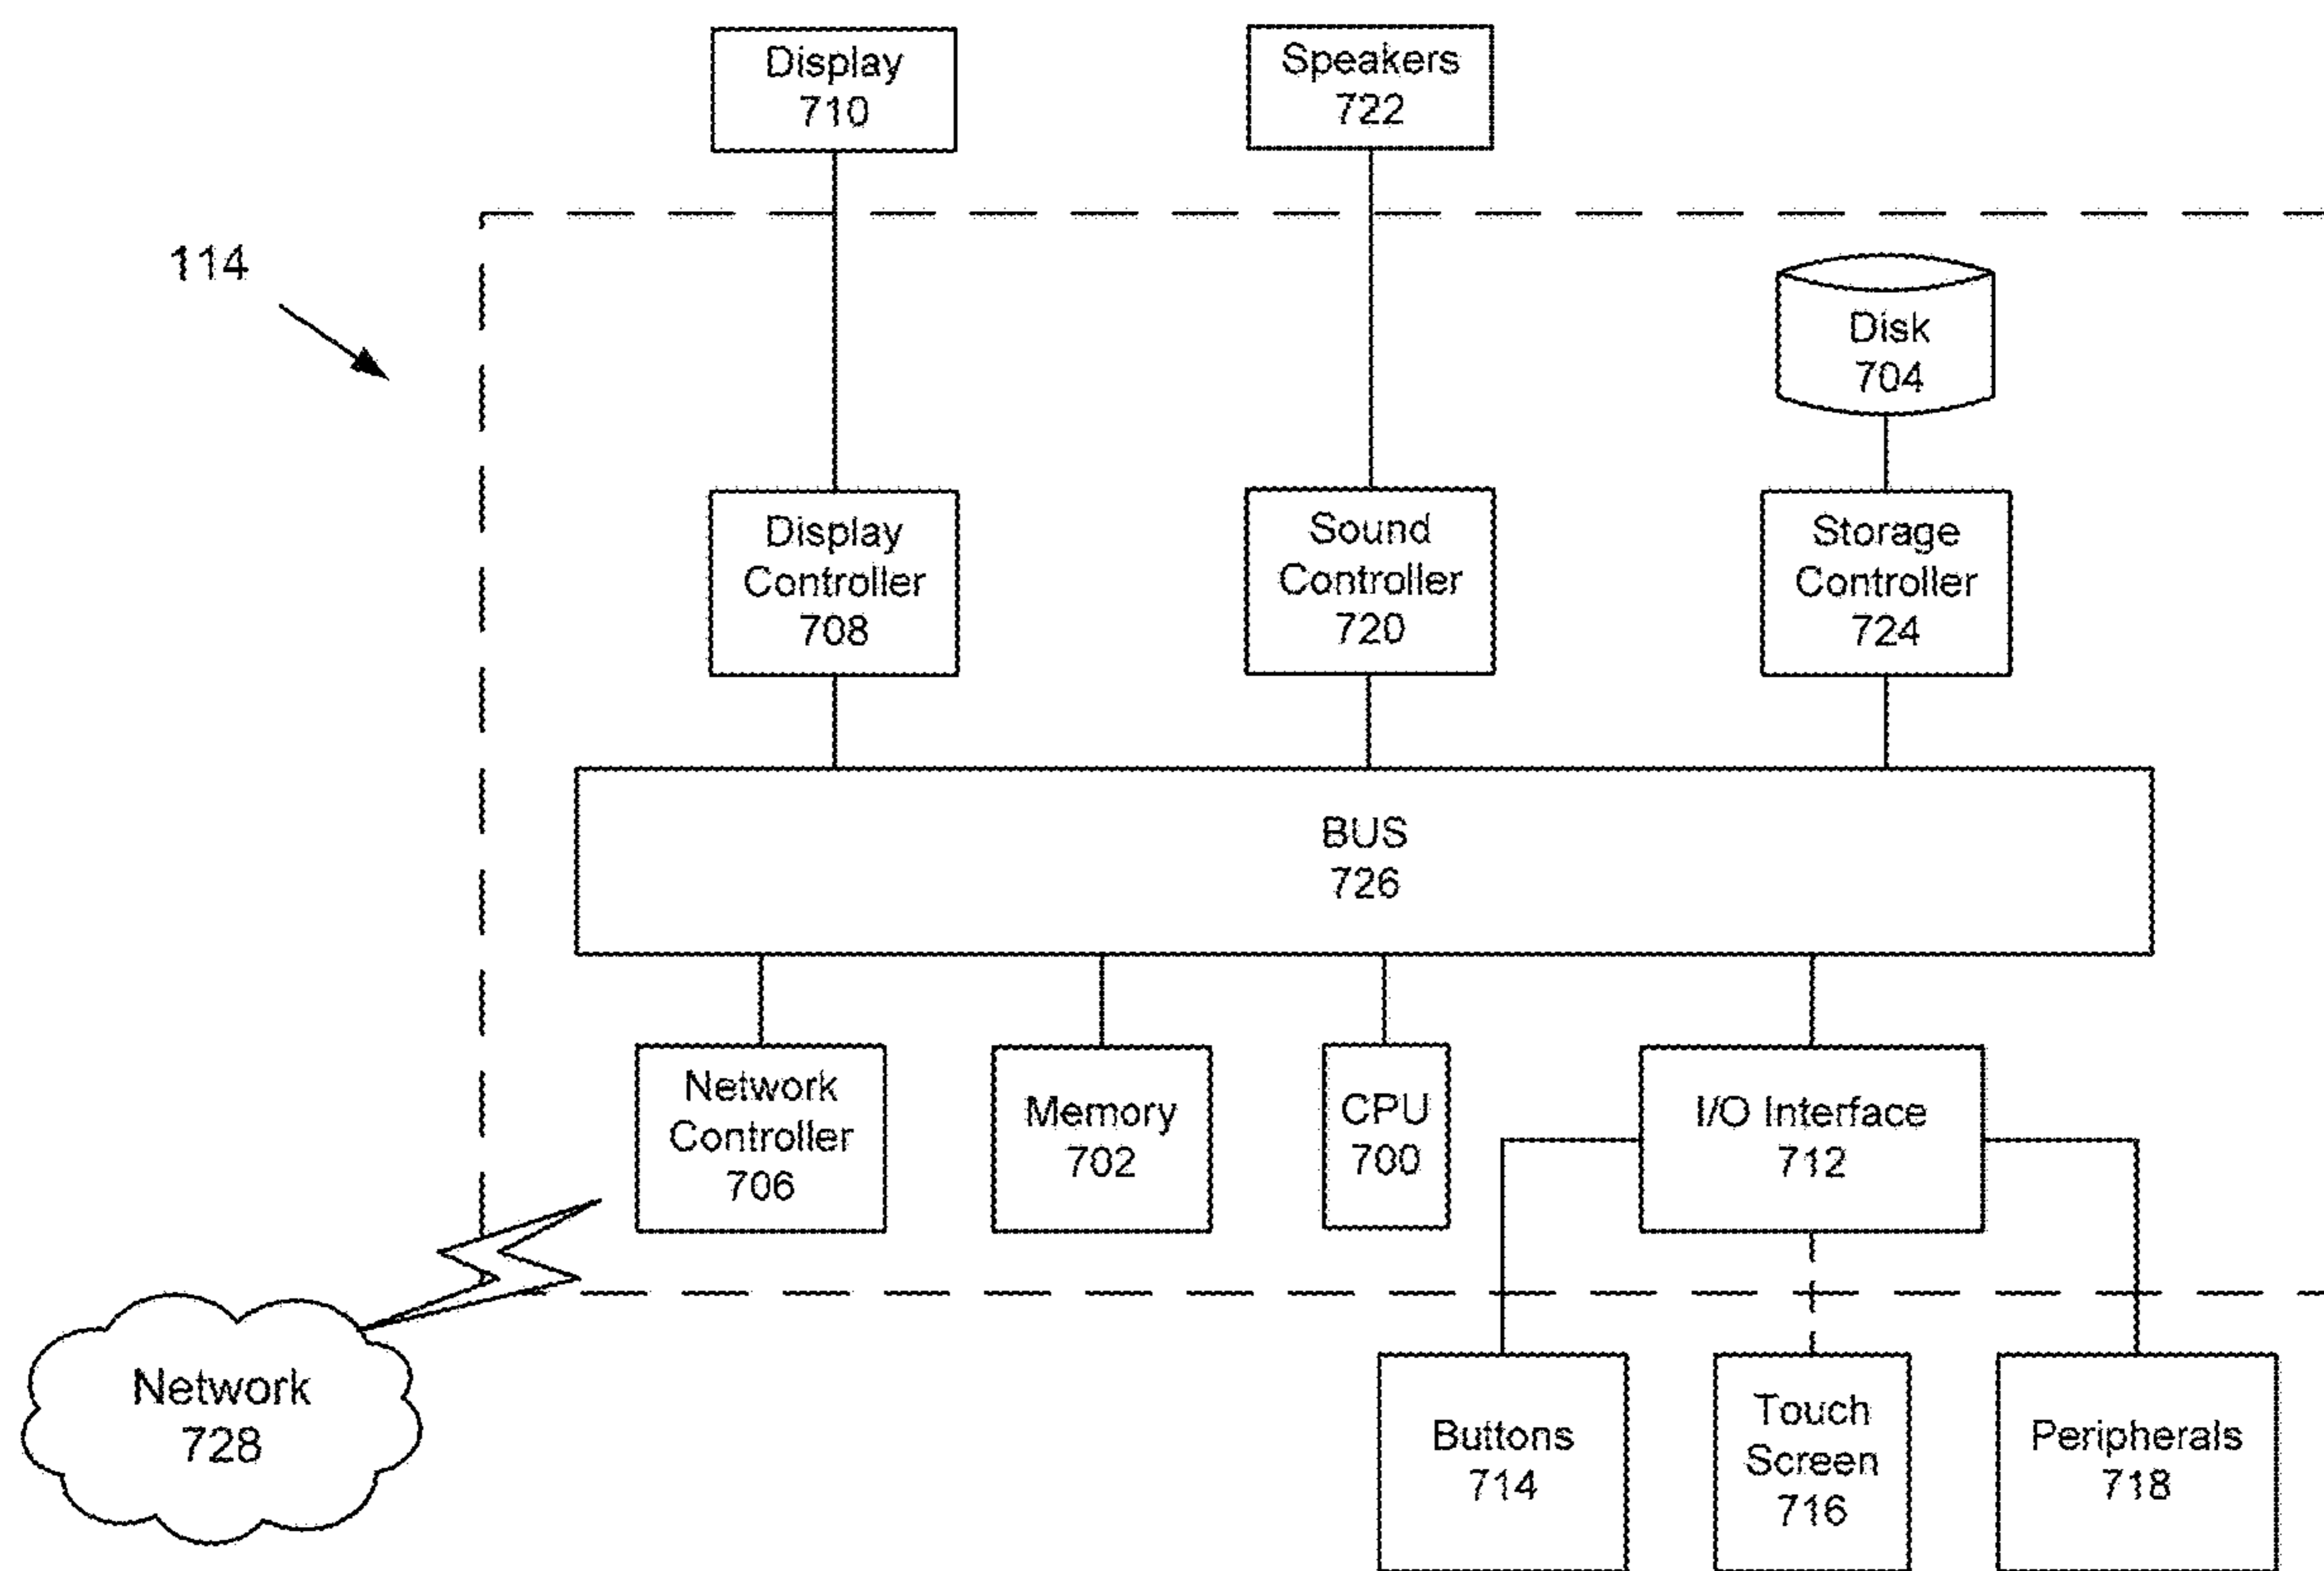 Display
710
Speakers
722
114
Disk
704
Display
Controller
708
Sound
Controller
720
Storage
Controller
724
BUS
726
Network
Controller
706
Memory
702
CPU
700
I/O Interface
712
Network
728
Buttons
714
Touch
Screen
716
Peripherals
718